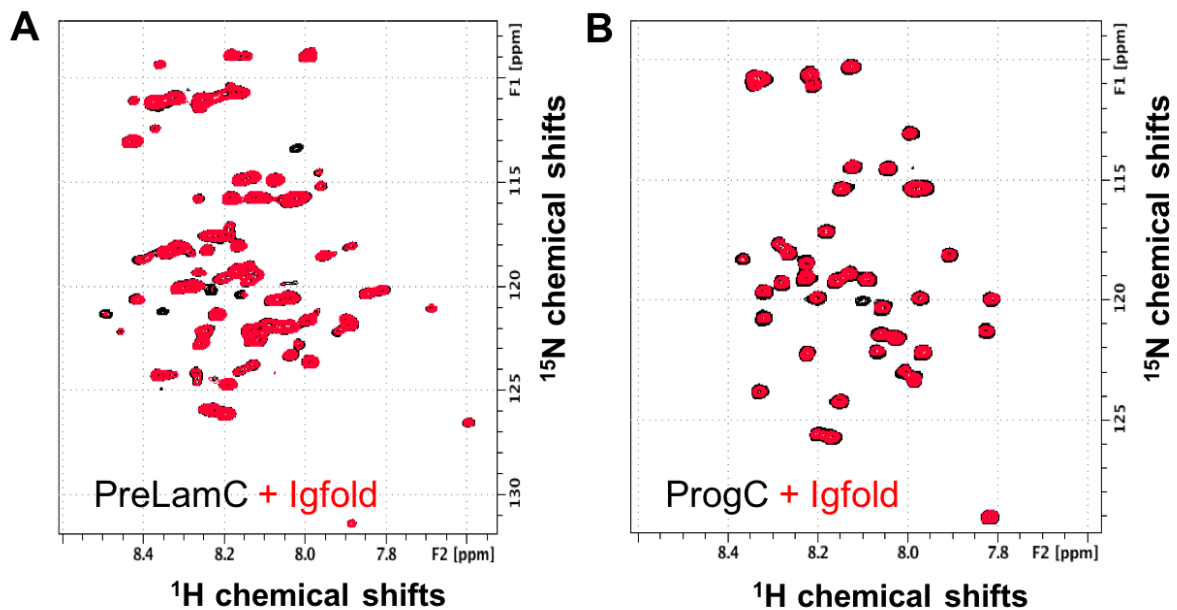 A
F1 [ppm]
115
120
125
130
15N chemical shifts
PreLamC + Igfold
8.4 8.2 8.0 7.8 F2 [ppm]
1H chemical shifts
B
F1 [ppm]
115
120
125
15N chemical shifts
ProgC + Igfold
8.4 8.2 8.0 7.8 F2 [ppm]
1H chemical shifts